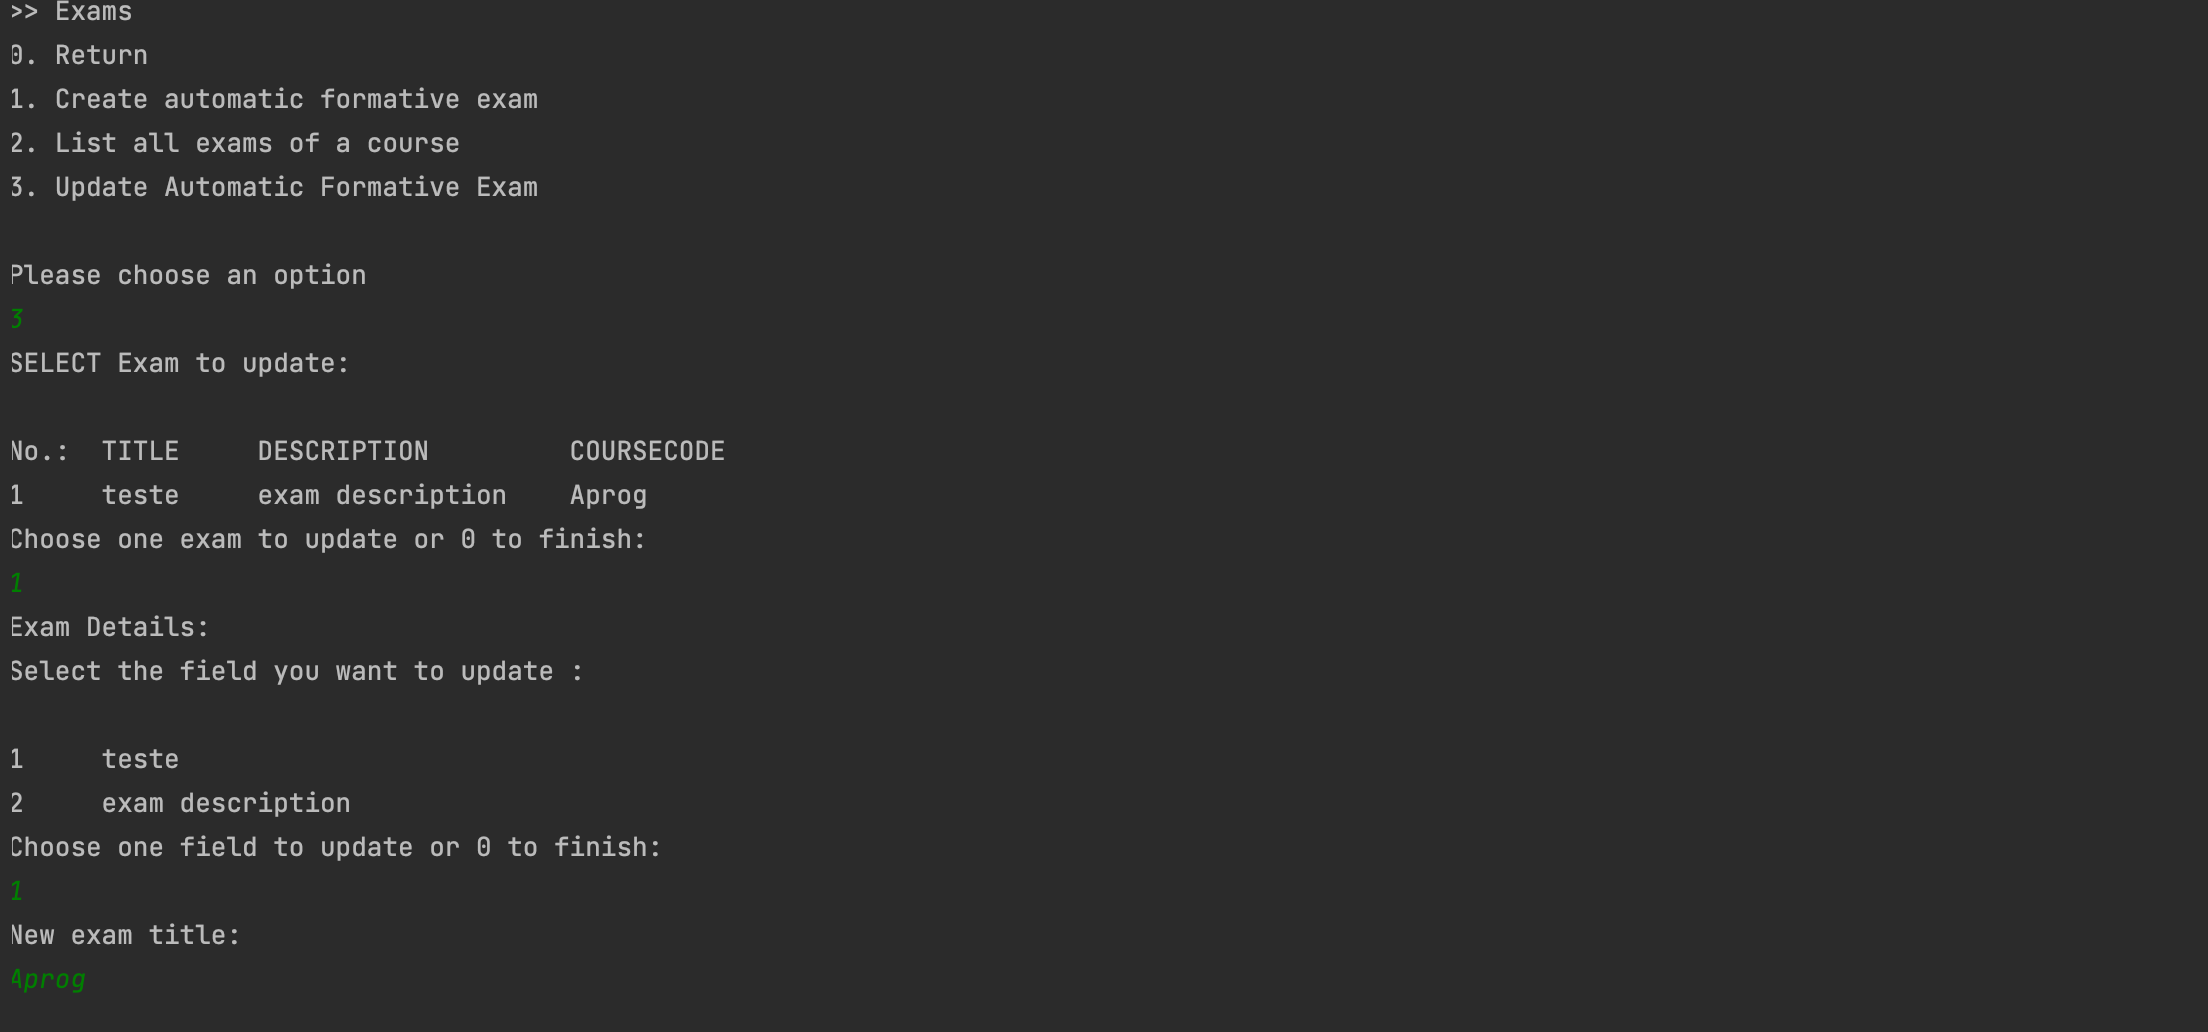 >> Exams
0. Return
1. Create automatic formative exam
2. List all exams of a course
3. Update Automatic Formative Exam
Please choose an option
3
SELECT Exam to update:
No.:  TITLE     DESCRIPTION         COURSECODE
1     teste     exam description    Aprog
Choose one exam to update or 0 to finish:
1
Exam Details:
Select the field you want to update :
1     teste
2     exam description
Choose one field to update or 0 to finish:
1
New exam title:
Aprog